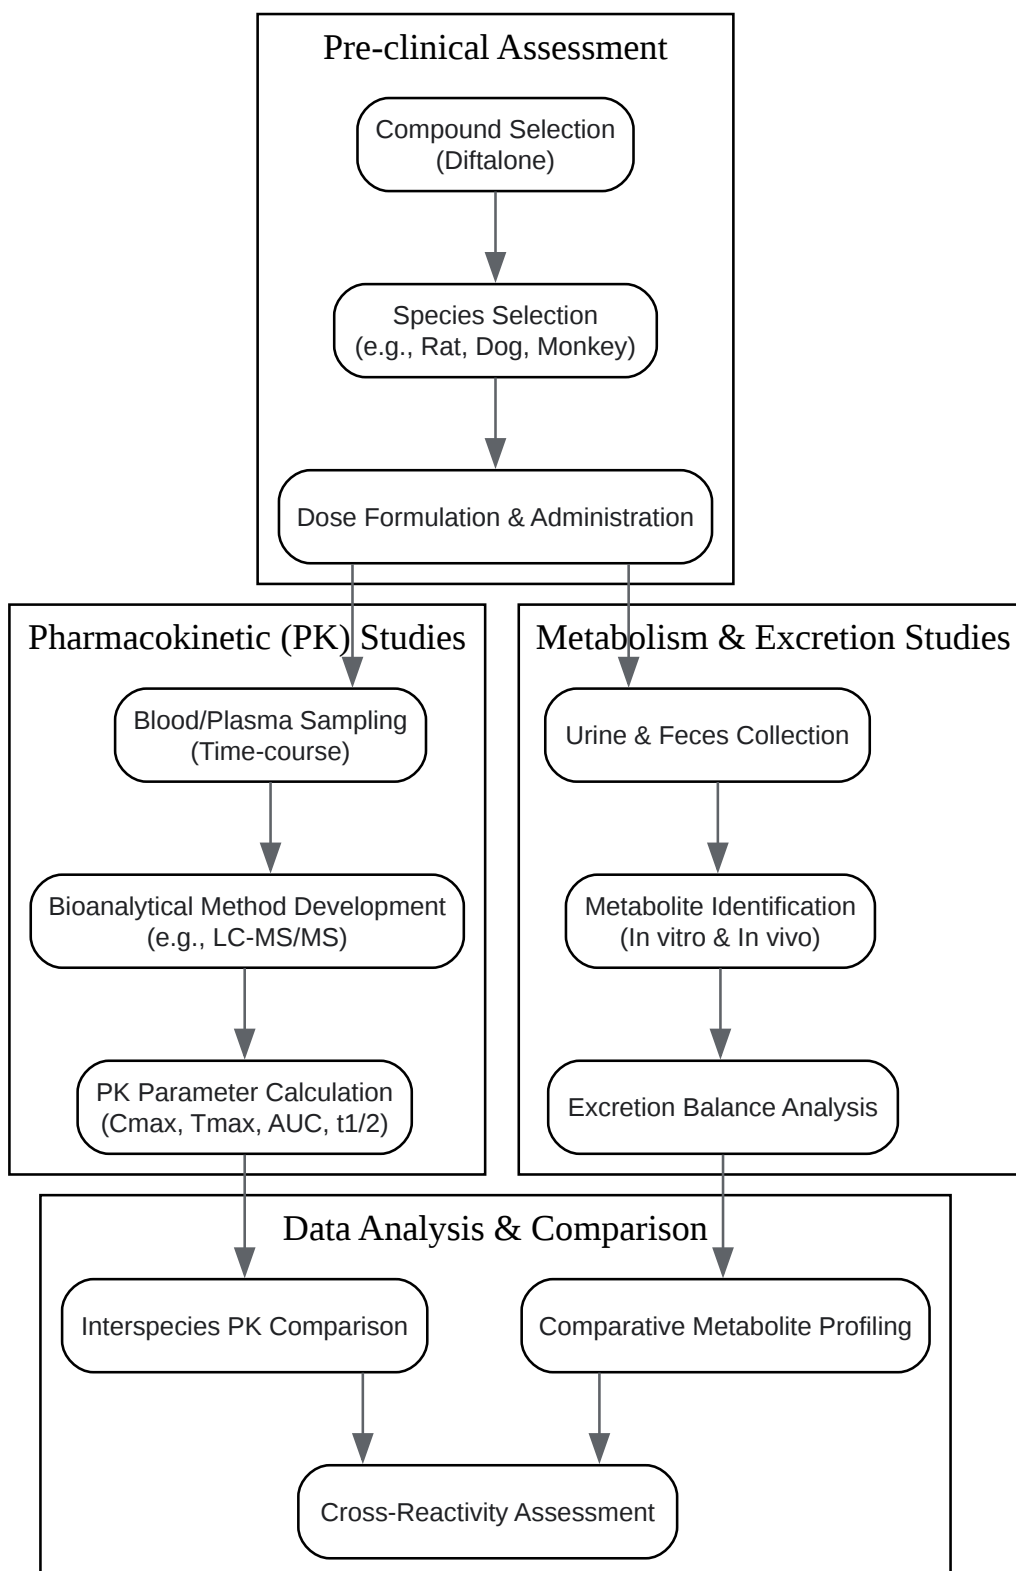 Pre-clinical Assessment
Compound Selection
(Diftalone)
Species Selection
(e.g., Rat, Dog, Monkey)
Dose Formulation & Administration
Pharmacokinetic (PK) Studies
Blood/Plasma Sampling
(Time-course)
Bioanalytical Method Development
(e.g., LC-MS/MS)
PK Parameter Calculation
(Cmax, Tmax, AUC, t1/2)
Metabolism & Excretion Studies
Urine & Feces Collection
Metabolite Identification
(In vitro & In vivo)
Excretion Balance Analysis
Data Analysis & Comparison
Interspecies PK Comparison
Comparative Metabolite Profiling
Cross-Reactivity Assessment